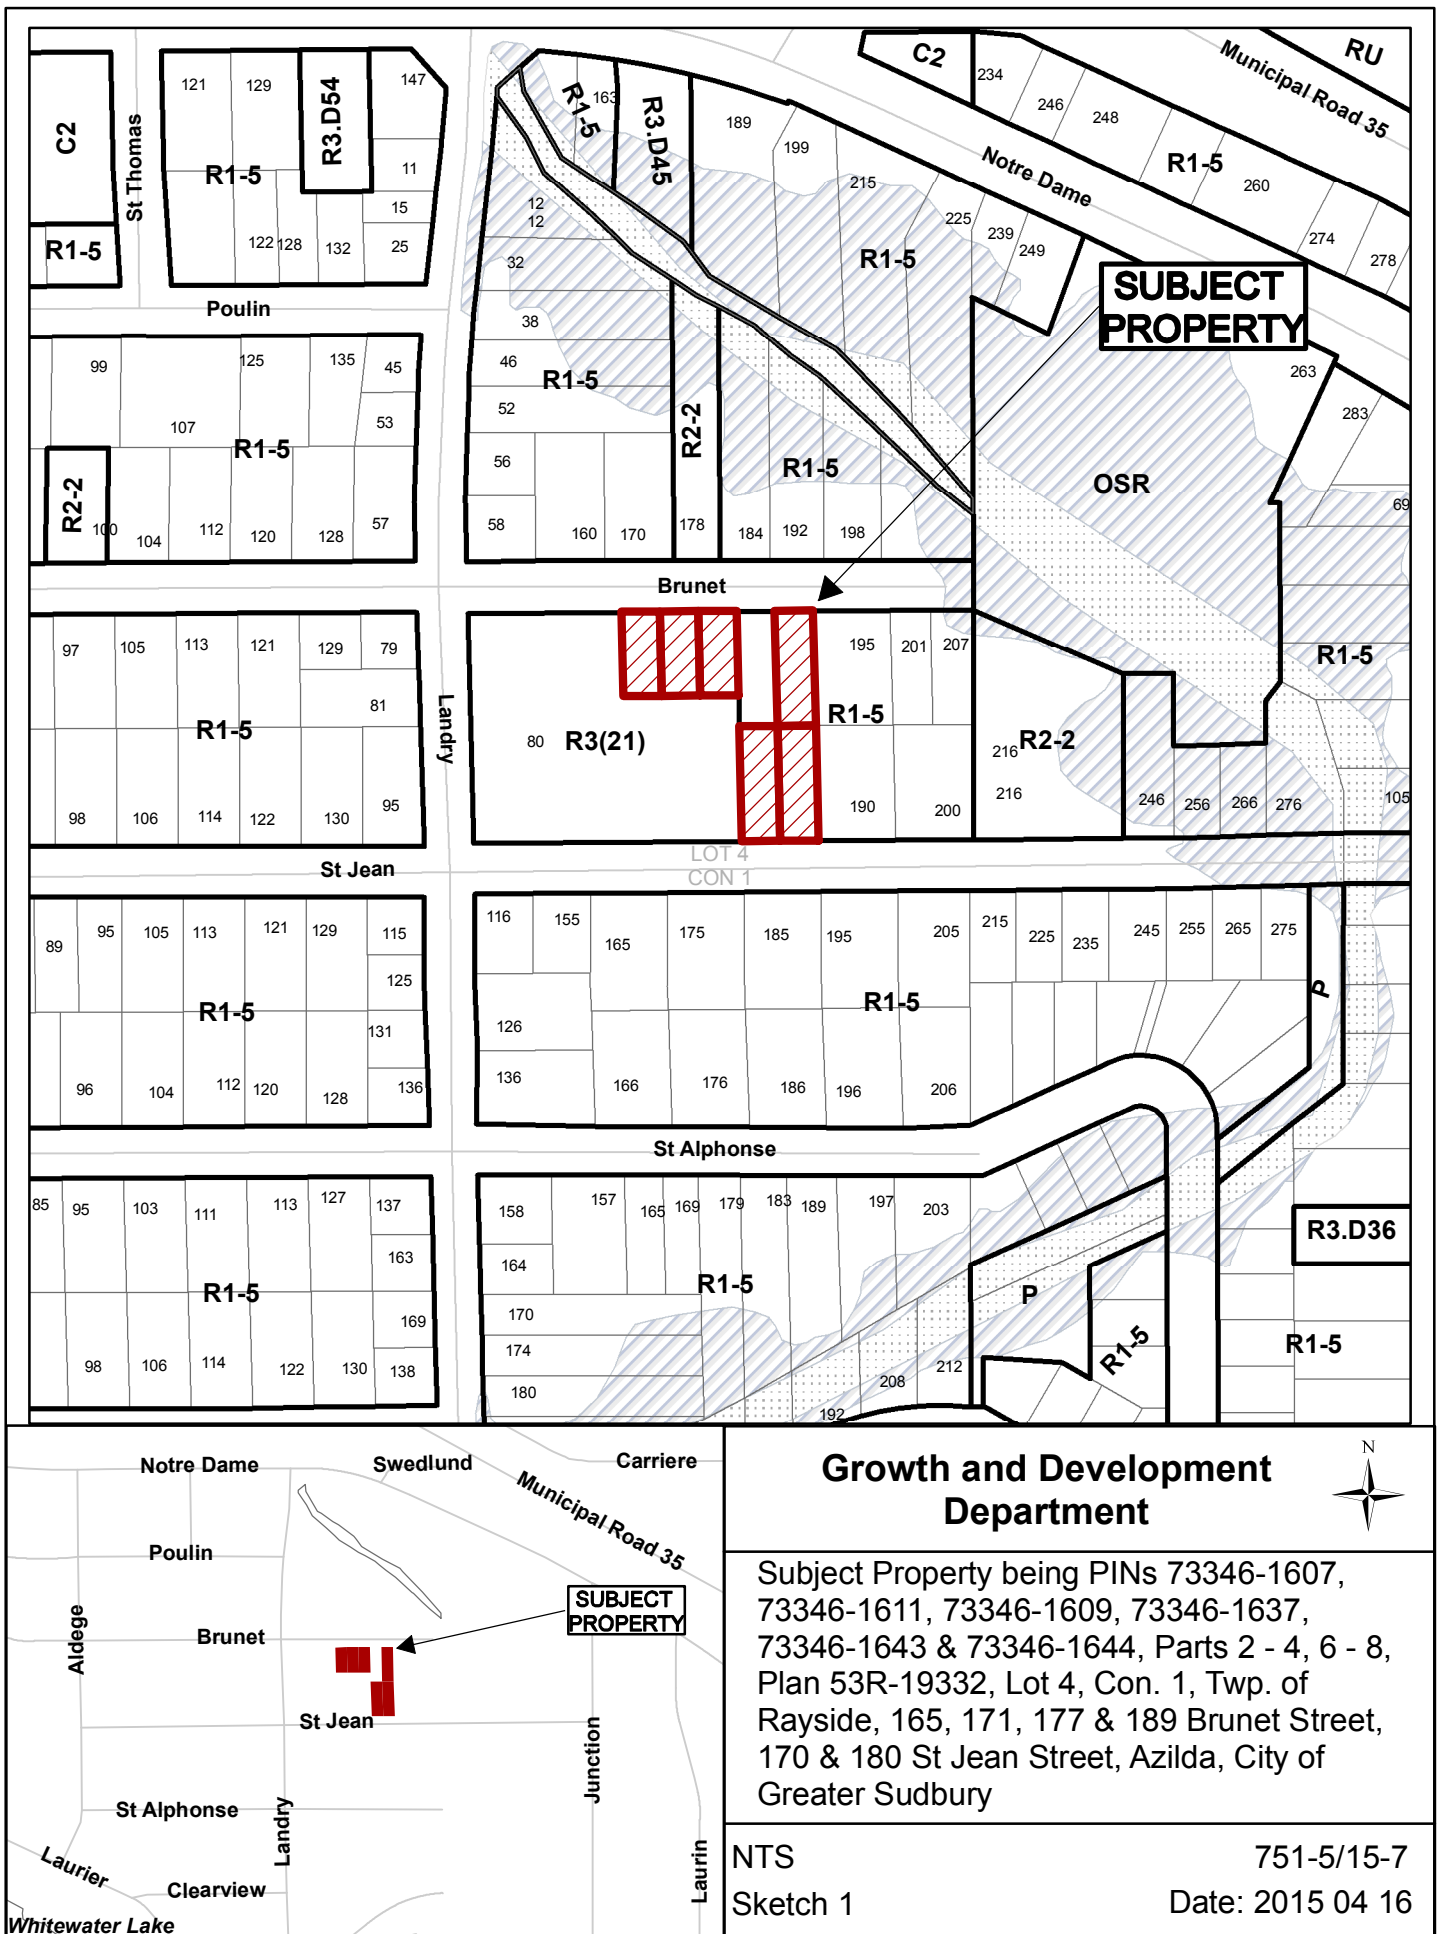 C2
St Thomas
121
129
R3.D54
147
R1-5
11
15
122
128
132
25
R1-5
Poulin
163
R1-5
R3.D45
189
199
215
225
239
249
R1-5
12
12
32
38
46
52
56
58
R1-5
160
170
R2-2
178
R1-5
184
192
198
C2
234
246
248
R1-5
260
274
278
Municipal Road 35
RU
Notre Dame
SUBJECT
PROPERTY
263
283
69
OSR
99
107
125
135
45
53
R1-5
R2-2
100
104
112
120
128
57
Brunet
97
105
113
121
129
79
81
R1-5
98
106
114
122
130
95
Landry
80
R3(21)
195
201
207
R1-5
190
200
216
R2-2
216
246
256
266
276
R1-5
105
St Jean
LOT 4
CON 1
89
95
105
113
121
129
115
125
R1-5
131
96
104
112
120
128
136
116
155
165
175
185
195
205
215
225
235
245
255
265
275
R1-5
P
126
136
166
176
186
196
206
St Alphonse
85
95
103
111
113
127
137
163
R1-5
169
98
106
114
122
130
138
158
157
165
169
179
183
189
197
203
164
R1-5
170
174
180
192
208
212
P
R1-5
R3.D36
R1-5
Notre Dame
Swedlund
Carriere
Municipal Road 35
Poulin
Aldege
Brunet
SUBJECT
PROPERTY
St Jean
Junction
St Alphonse
Landry
Laurier
Clearview
Laurin
Whitewater Lake
Growth and Development
Department
N
Subject Property being PINs 73346-1607,
73346-1611, 73346-1609, 73346-1637,
73346-1643 & 73346-1644, Parts 2 - 4, 6 - 8,
Plan 53R-19332, Lot 4, Con. 1, Twp. of
Rayside, 165, 171, 177 & 189 Brunet Street,
170 & 180 St Jean Street, Azilda, City of
Greater Sudbury
NTS
751-5/15-7
Sketch 1
Date: 2015 04 16